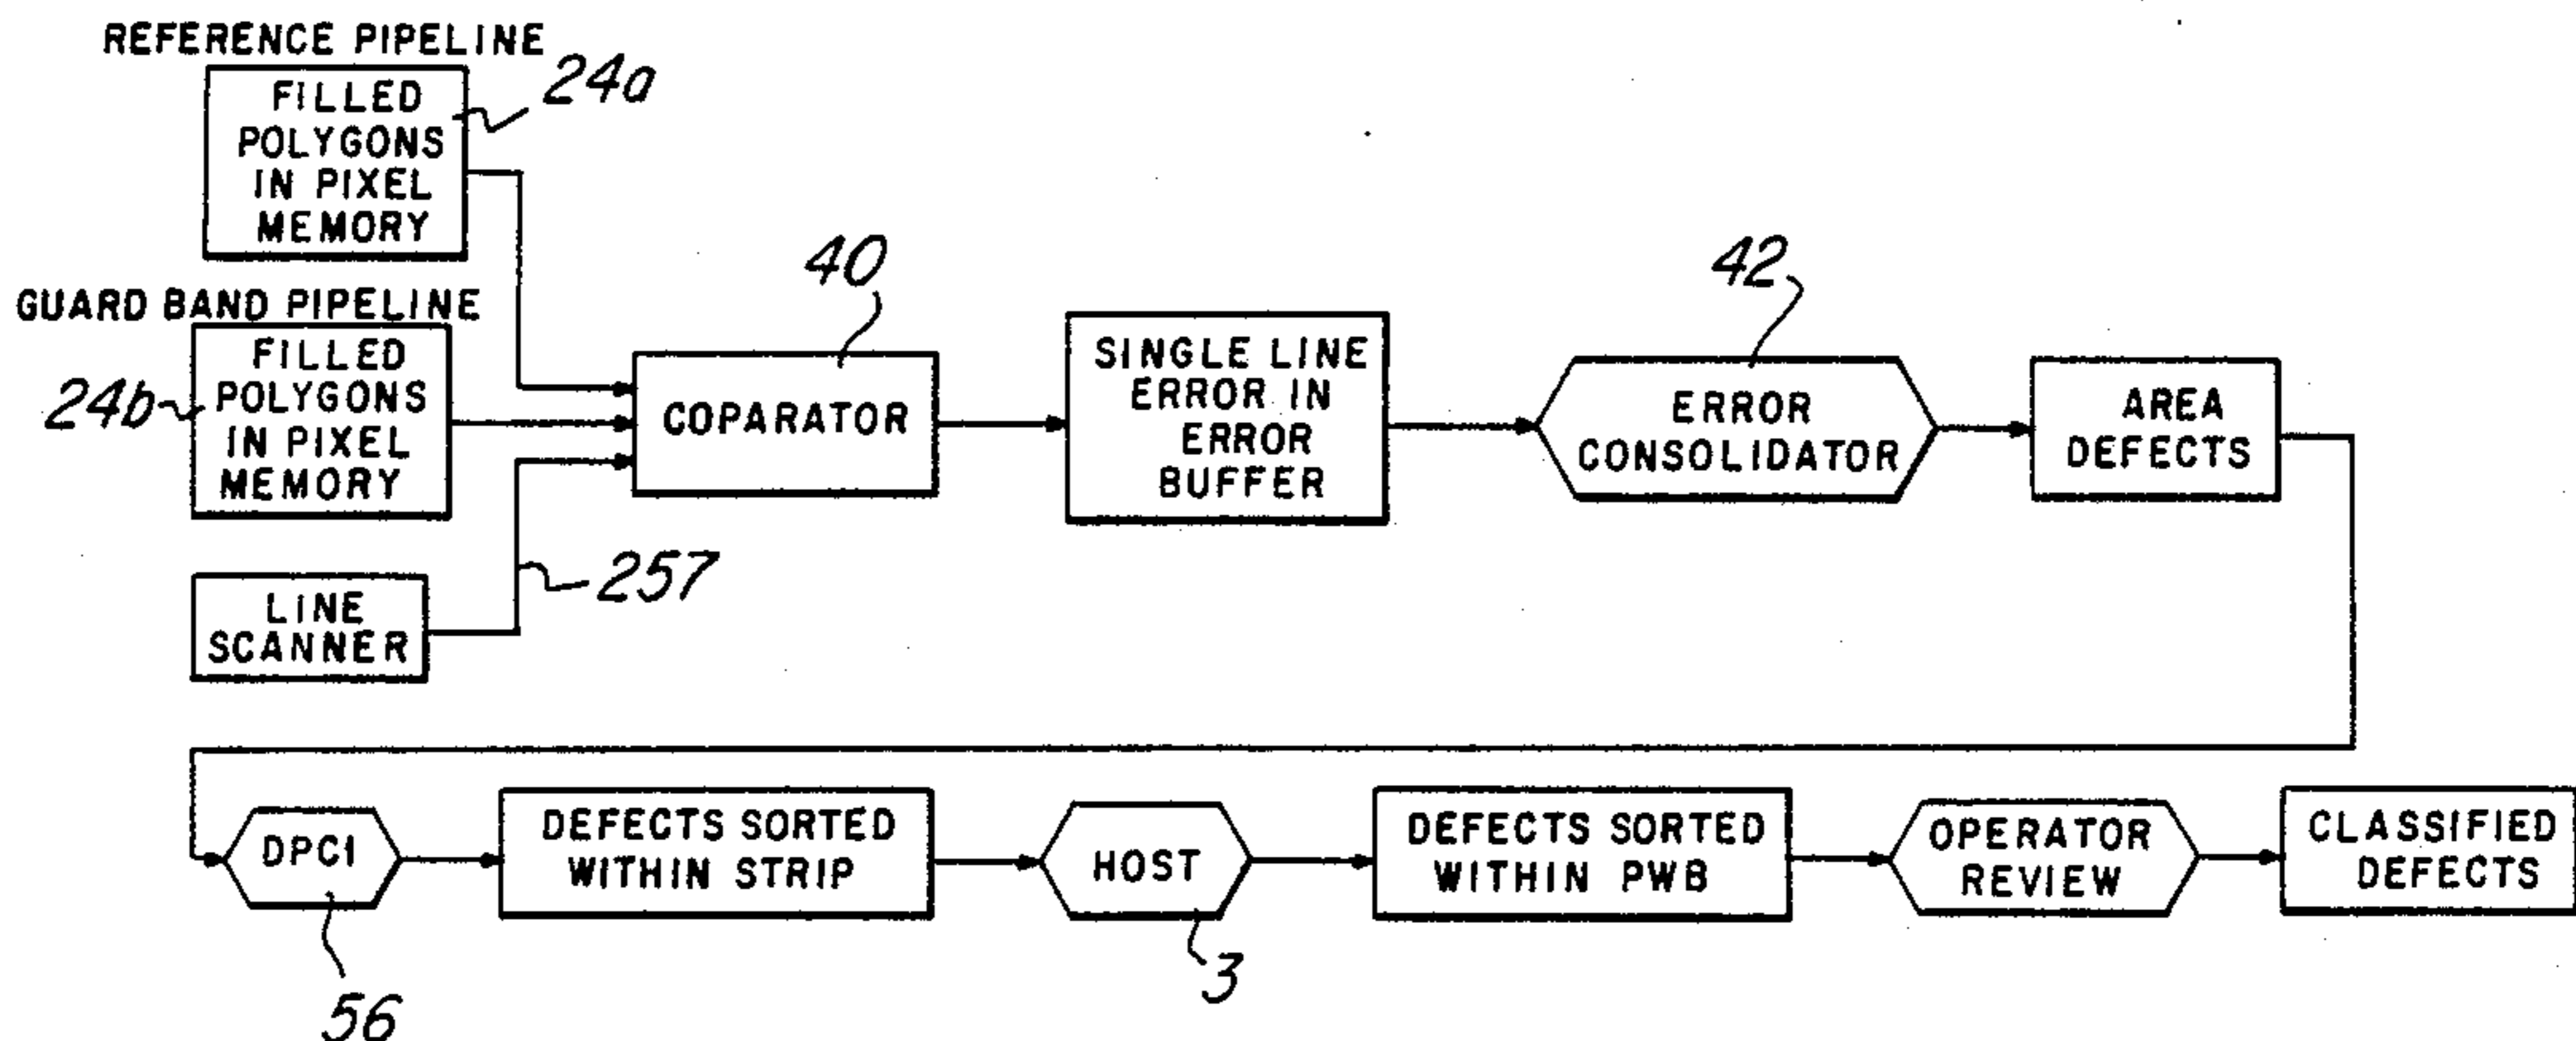 REFERENCE PIPELINE
FILLED
POLYGONS
IN PIXEL
MEMORY
24a
GUARD BAND PIPELINE
FILLED
POLYGONS
IN PIXEL
MEMORY
24b
LINE
SCANNER
257
40
COPARATOR
SINGLE LINE
ERROR IN
ERROR
BUFFER
42
ERROR
CONSOLIDATOR
AREA
DEFECTS
DPCI
56
DEFECTS SORTED
WITHIN STRIP
HOST
3
DEFECTS SORTED
WITHIN PWB
OPERATOR
REVIEW
CLASSIFIED
DEFECTS